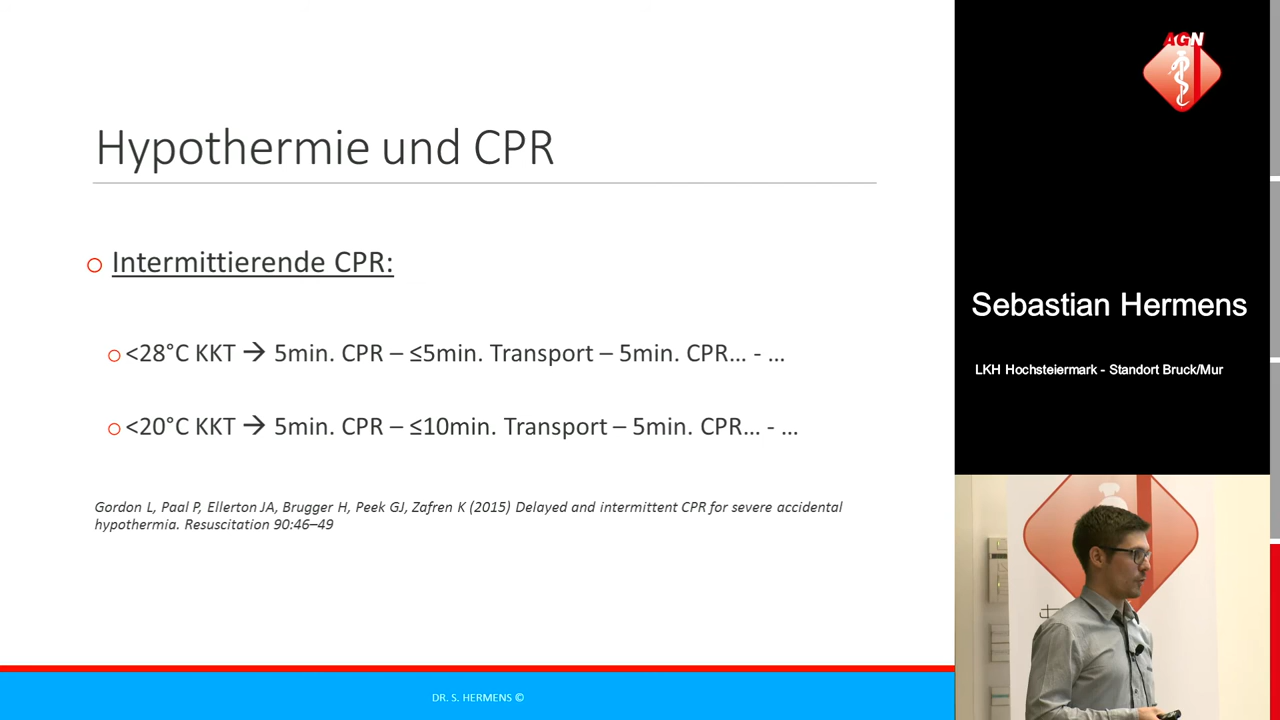 Hypothermie und CPR
Intermittierende CPR:
<28°C KKT → 5min. CPR – ≤5min. Transport – 5min. CPR… - …
<20°C KKT → 5min. CPR – ≤10min. Transport – 5min. CPR… - …
Gordon L, Paal P, Ellerton JA, Brugger H, Peek GJ, Zafren K (2015) Delayed and intermittent CPR for severe accidental
hypothermia. Resuscitation 90:46–49
DR. S. HERMENS ©
AGN
Sebastian Hermens
LKH Hochsteiermark - Standort Bruck/Mur